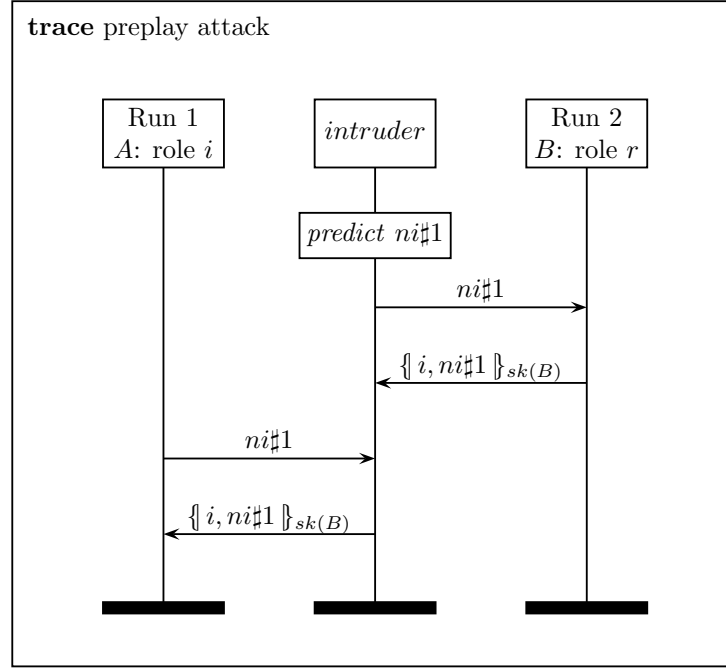 trace preplay attack
Run 1
A: role i
intruder
Run 2
B: role r
predict ni♯1
ni♯1
{| i, ni♯1 |}sk(B)
ni♯1
{| i, ni♯1 |}sk(B)